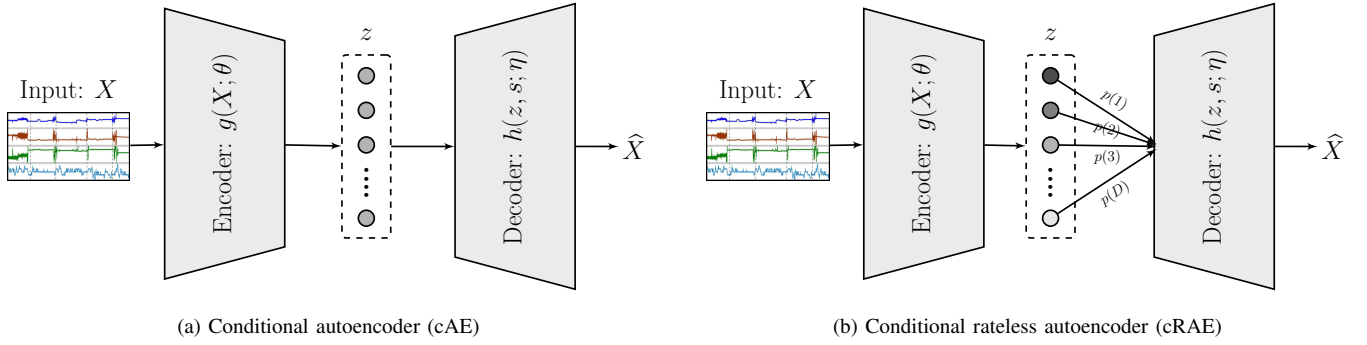 z
Input: X
Encoder: g(X; θ)
Decoder: h(z, s; η)
X̂
(a) Conditional autoencoder (cAE)
z
Input: X
Encoder: g(X; θ)
p(1)
p(2)
p(3)
p(D)
Decoder: h(z, s; η)
X̂
(b) Conditional rateless autoencoder (cRAE)